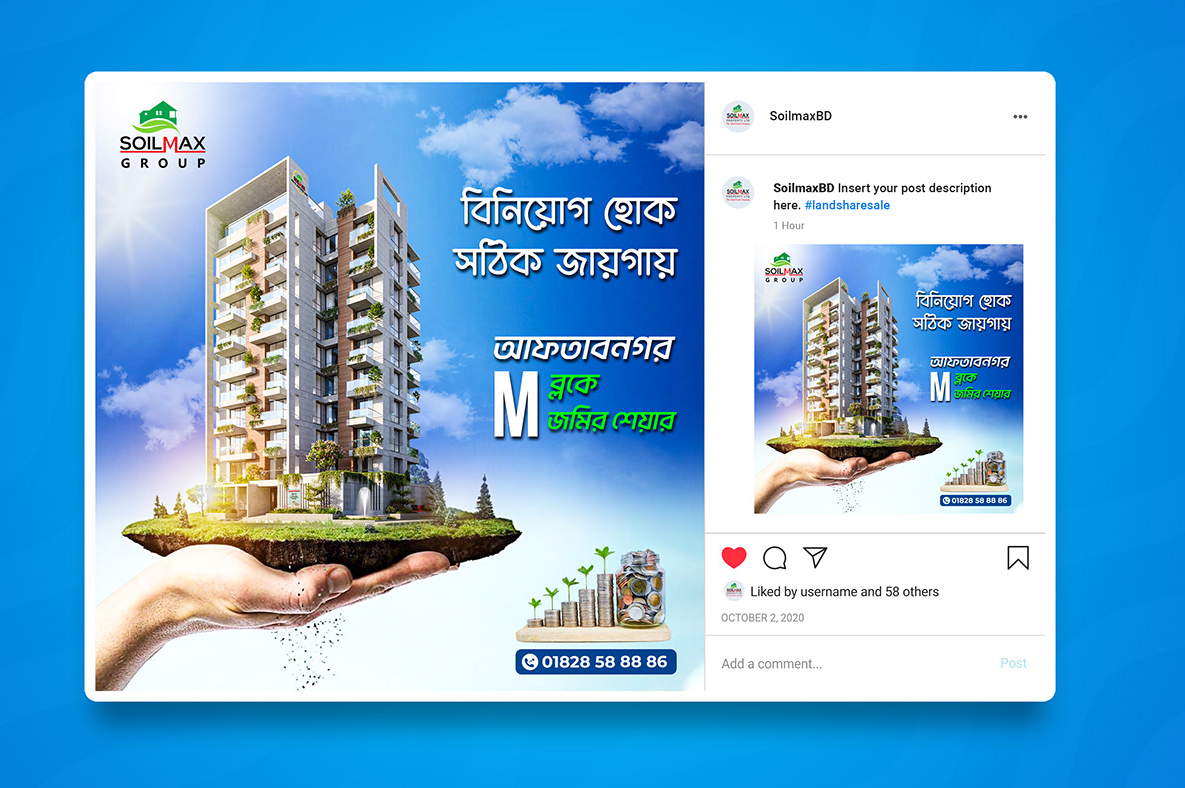 SOILMAX
GROUP
বিনিয়োগ হোক
সঠিক জায়গায়
আফতাবনগর
M ব্লকে
জমির শেয়ার
01828 58 88 86
SoilmaxBD
SoilmaxBD Insert your post description
here. #landsharesale
1 Hour
SOILMAX
GROUP
বিনিয়োগ হোক
সঠিক জায়গায়
আফতাবনগর
M ব্লকে
জমির শেয়ার
01828 58 88 86
Liked by username and 58 others
OCTOBER 2, 2020
Add a comment...
Post